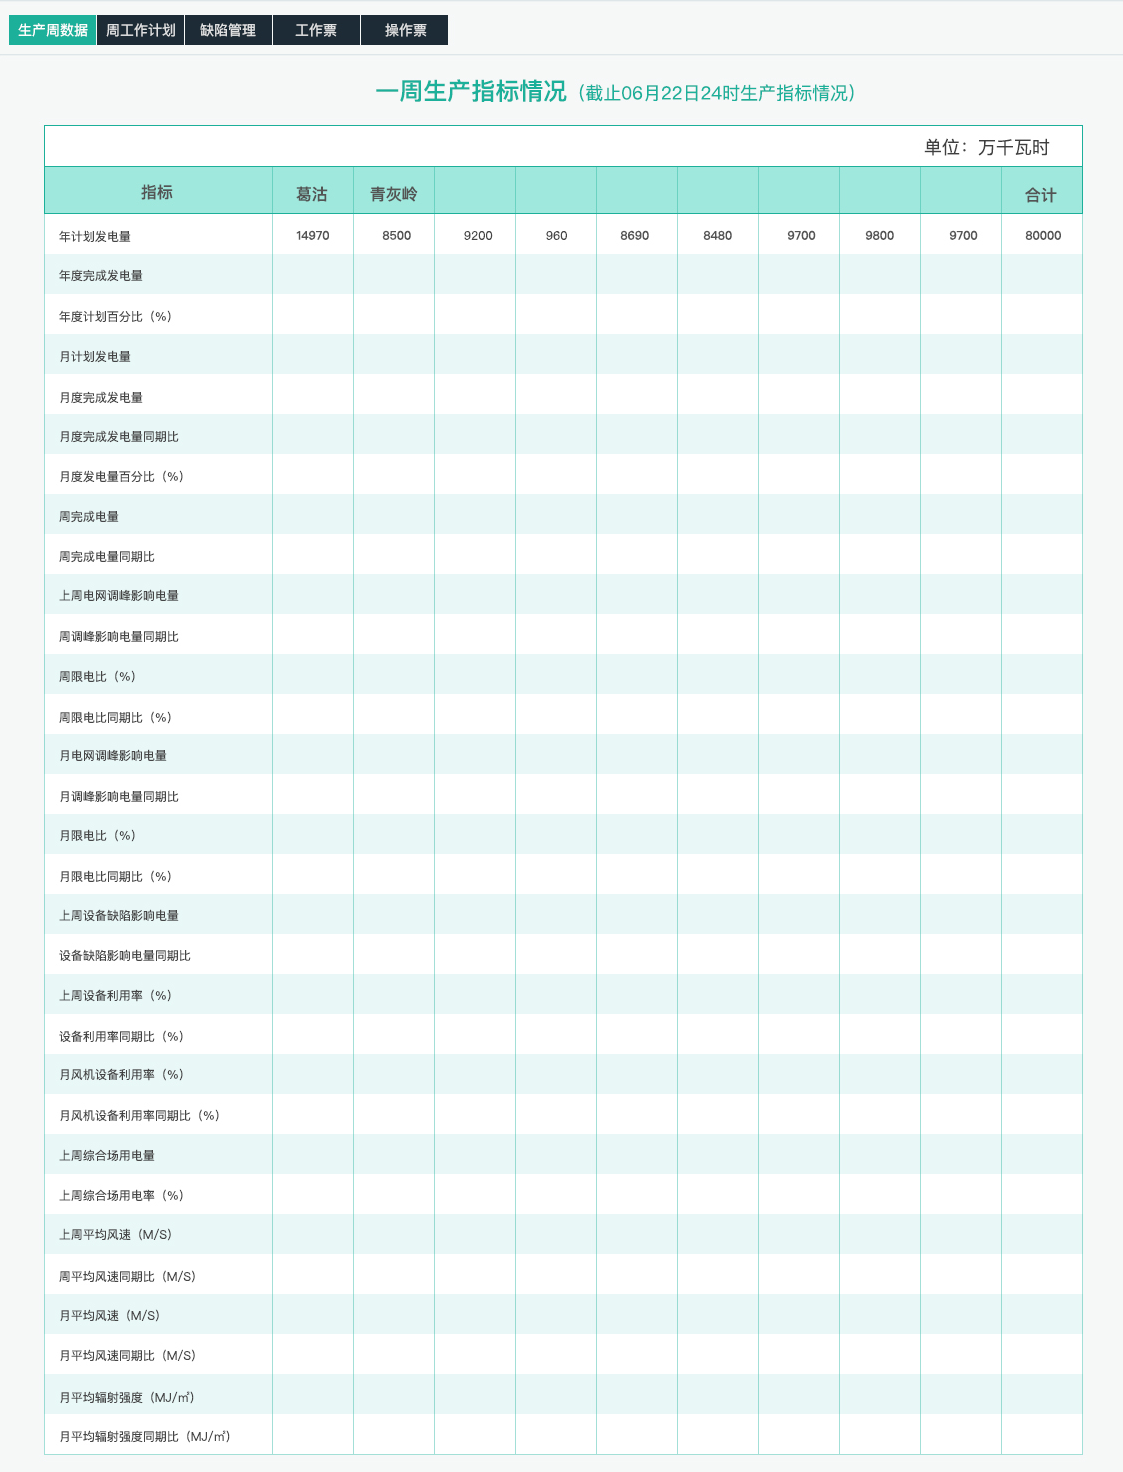 生产周数据 周工作计划 缺陷管理 工作票 操作票
一周生产指标情况（截止06月22日24时生产指标情况）
单位：万千瓦时
指标 葛沽 青灰岭 合计
年计划发电量 14970 8500 9200 960 8690 8480 9700 9800 9700 80000
年度完成发电量
年度计划百分比（%）
月计划发电量
月度完成发电量
月度完成发电量同期比
月度发电量百分比（%）
周完成电量
周完成电量同期比
上周电网调峰影响电量
周调峰影响电量同期比
周限电比（%）
周限电比同期比（%）
月电网调峰影响电量
月调峰影响电量同期比
月限电比（%）
月限电比同期比（%）
上周设备缺陷影响电量
设备缺陷影响电量同期比
上周设备利用率（%）
设备利用率同期比（%）
月风机设备利用率（%）
月风机设备利用率同期比（%）
上周综合场用电量
上周综合场用电率（%）
上周平均风速（M/S）
周平均风速同期比（M/S）
月平均风速（M/S）
月平均风速同期比（M/S）
月平均辐射强度（MJ/㎡）
月平均辐射强度同期比（MJ/㎡）